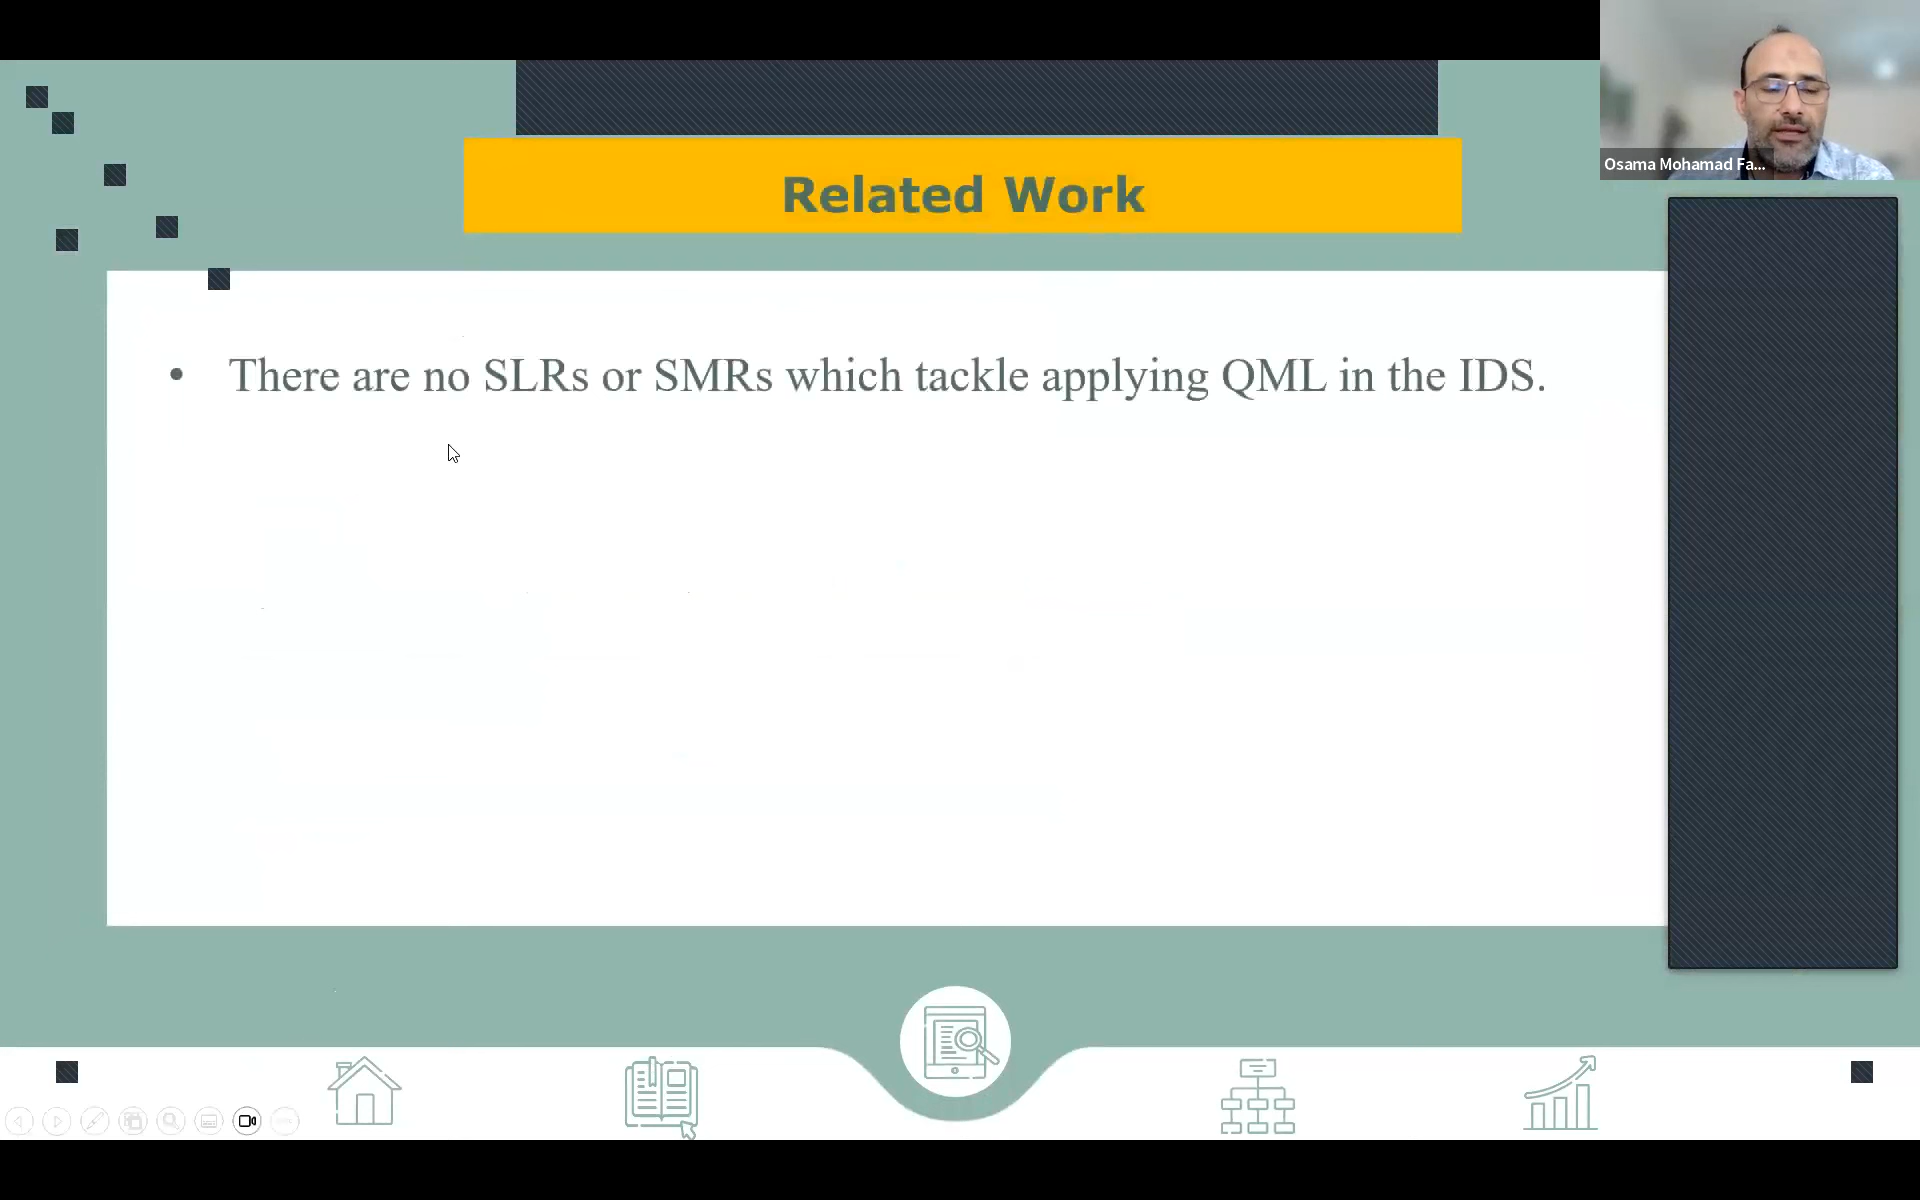 Osama Mohamad Fa...
Related Work
• There are no SLRs or SMRs which tackle applying QML in the IDS.